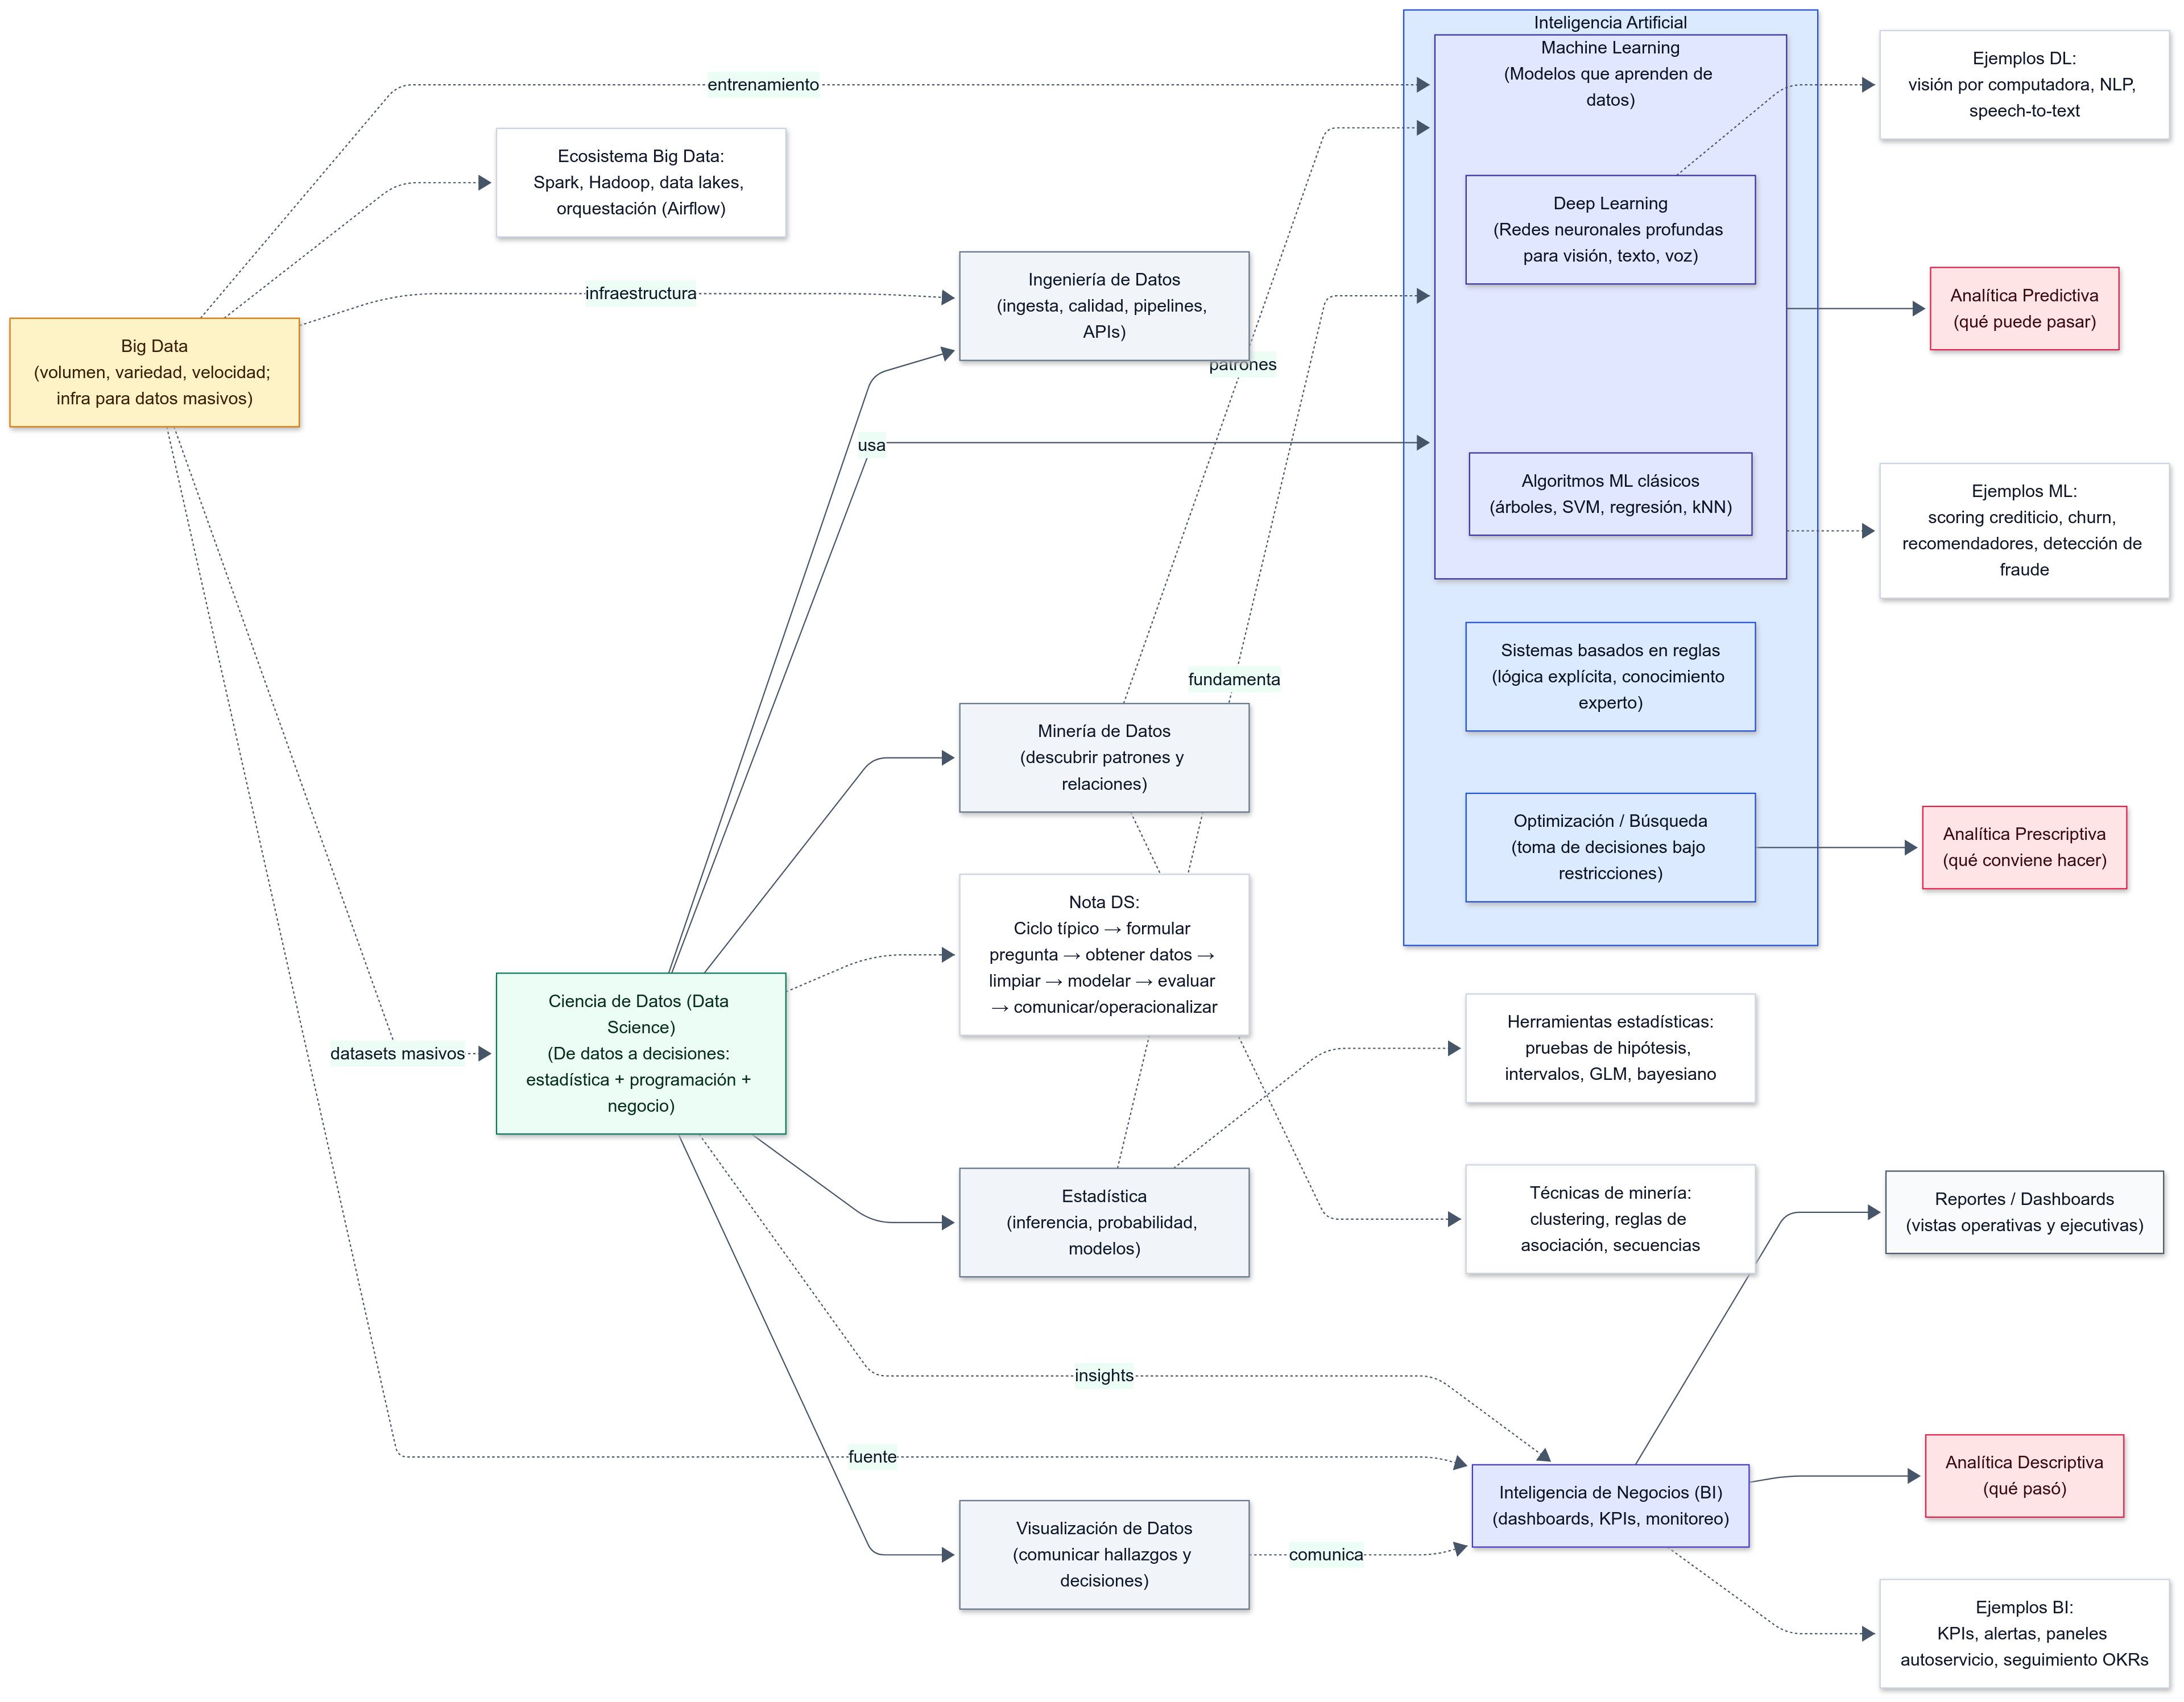 Inteligencia Artificial
Machine Learning
(Modelos que aprenden de
datos)
Ejemplos DL:
visión por computadora, NLP,
speech-to-text
entrenamiento
Ecosistema Big Data:
Spark, Hadoop, data lakes,
orquestación (Airflow)
Deep Learning
(Redes neuronales profundas
para visión, texto, voz)
Ingeniería de Datos
(ingesta, calidad, pipelines,
APIs)
infraestructura
Analítica Predictiva
(qué puede pasar)
Big Data
(volumen, variedad, velocidad;
infra para datos masivos)
patrones
usa
Algoritmos ML clásicos
(árboles, SVM, regresión, kNN)
Ejemplos ML:
scoring crediticio, churn,
recomendadores, detección de
fraude
Sistemas basados en reglas
(lógica explícita, conocimiento
experto)
fundamenta
Minería de Datos
(descubrir patrones y
relaciones)
Optimización / Búsqueda
(toma de decisiones bajo
restricciones)
Analítica Prescriptiva
(qué conviene hacer)
Nota DS:
Ciclo típico → formular
pregunta → obtener datos →
limpiar → modelar → evaluar
→ comunicar/operacionalizar
datasets masivos
Ciencia de Datos (Data
Science)
(De datos a decisiones:
estadística + programación +
negocio)
Herramientas estadísticas:
pruebas de hipótesis,
intervalos, GLM, bayesiano
Estadística
(inferencia, probabilidad,
modelos)
Técnicas de minería:
clustering, reglas de
asociación, secuencias
Reportes / Dashboards
(vistas operativas y ejecutivas)
insights
fuente
Inteligencia de Negocios (BI)
(dashboards, KPIs, monitoreo)
Analítica Descriptiva
(qué pasó)
Visualización de Datos
(comunicar hallazgos y
decisiones)
comunica
Ejemplos BI:
KPIs, alertas, paneles
autoservicio, seguimiento OKRs